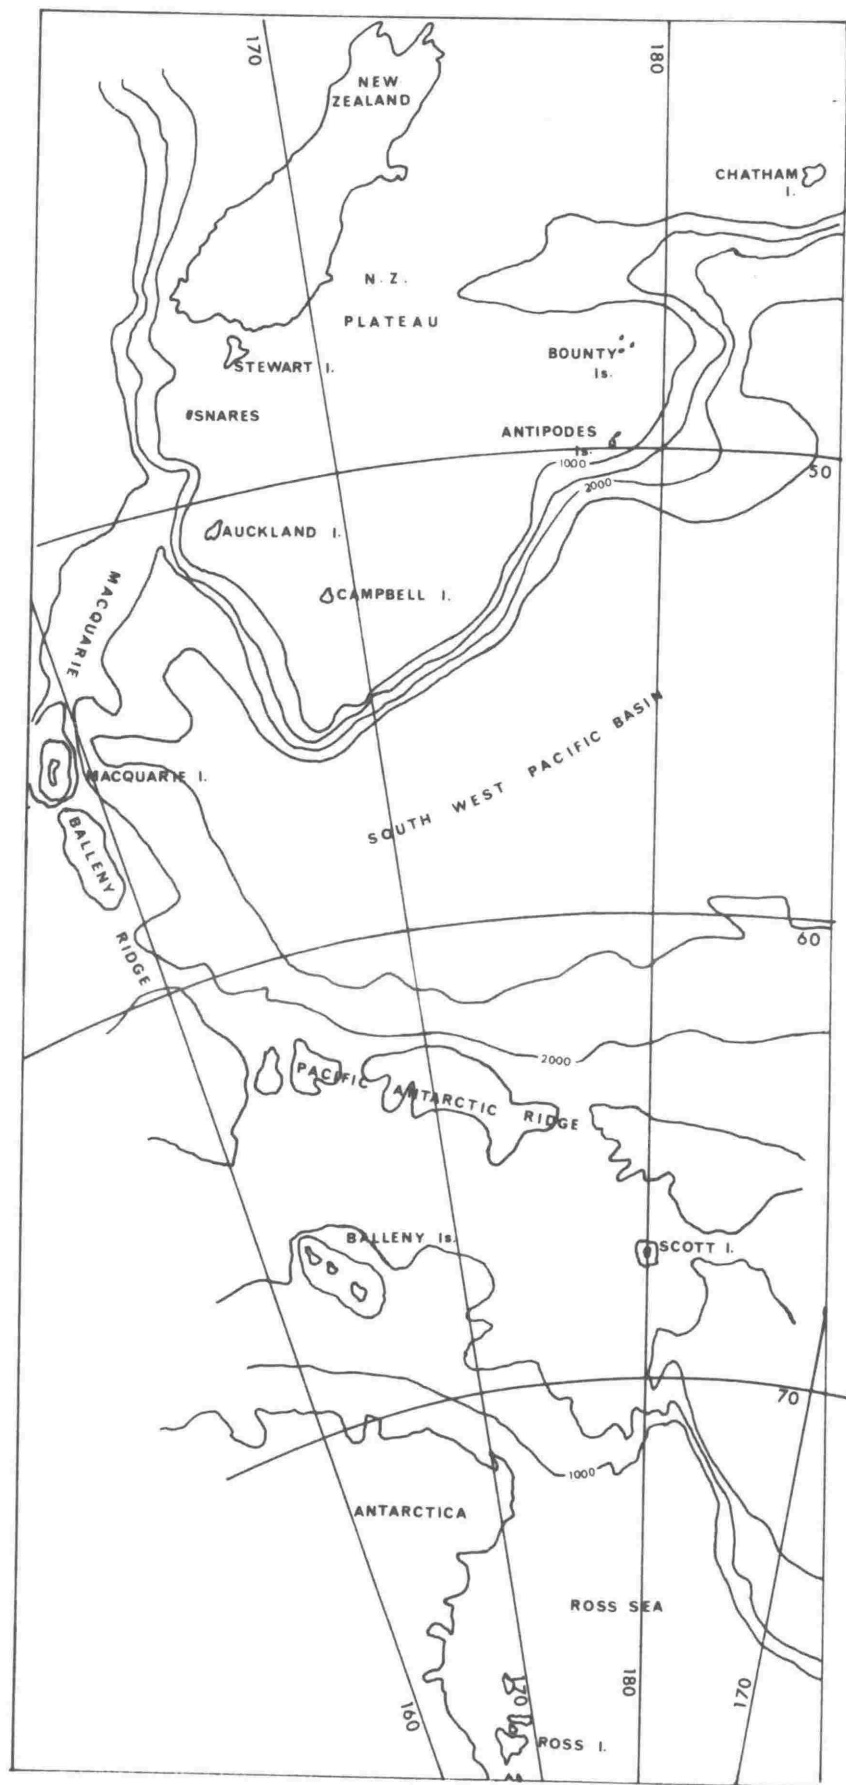 170
180
NEW
ZEALAND
CHATHAM
I.
N. Z.
PLATEAU
STEWART I.
BOUNTY
Is.
SNARES
ANTIPODES
Is.
1000
50
2000
AUCKLAND I.
MACQUARIE
CAMPBELL I.
SOUTH WEST PACIFIC BASIN
MACQUARIE I.
BALLENY
RIDGE
60
2000
PACIFIC ANTARCTIC RIDGE
BALLENY Is.
SCOTT I.
70
1000
ANTARCTICA
ROSS SEA
160
170
180
170
ROSS I.